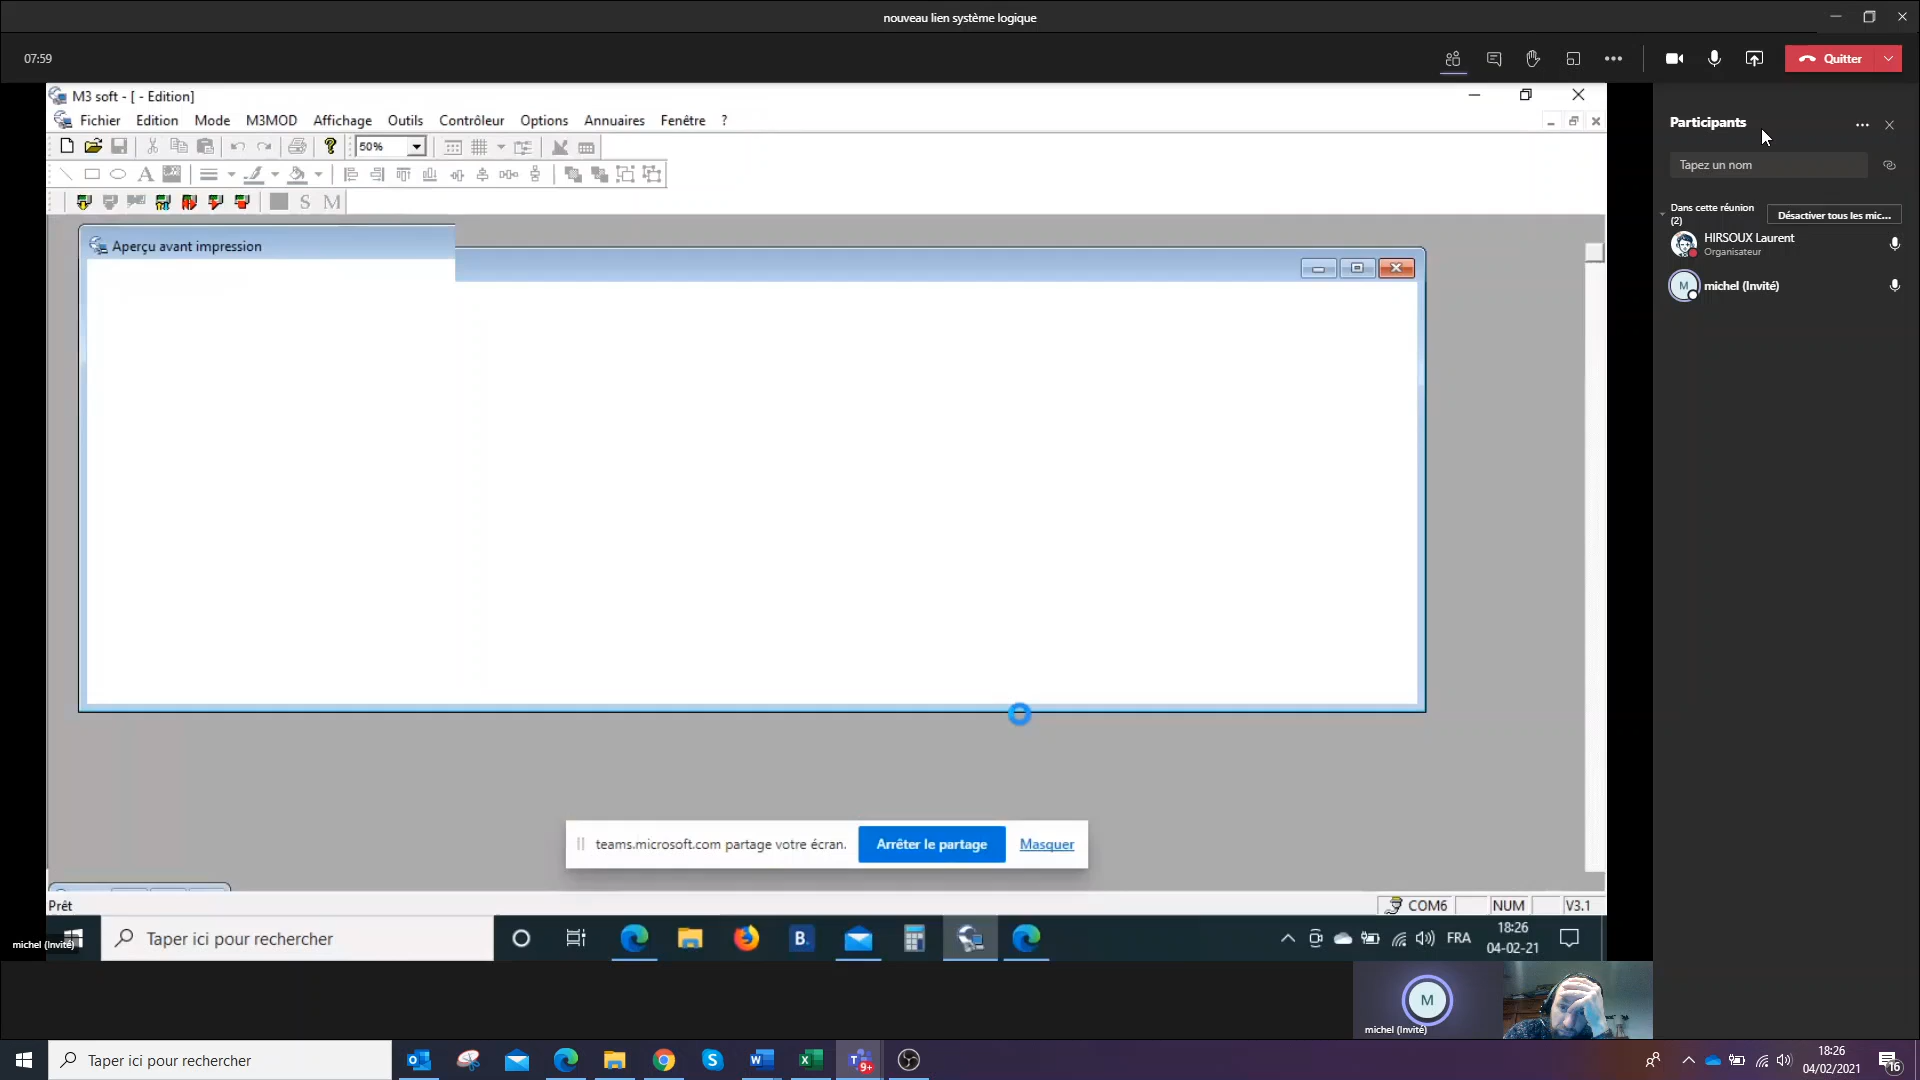 nouveau lien système logique
07:59
Quitter
M3 soft - [ - Edition]
Fichier Edition Mode M3MOD Affichage Outils Contrôleur Options Annuaires Fenêtre ?
50%
A
S M
Aperçu avant impression
Participants
Tapez un nom
Dans cette réunion
(2)
Désactiver tous les mic...
HIRSOUX Laurent
Organisateur
M
michel (Invité)
teams.microsoft.com partage votre écran.
Arrêter le partage
Masquer
Prêt
COM6
NUM
V3.1
michel (Invité)
Taper ici pour rechercher
B.
FRA
18:26
04-02-21
M
michel (Invité)
Taper ici pour rechercher
9+
18:26
04/02/2021
16